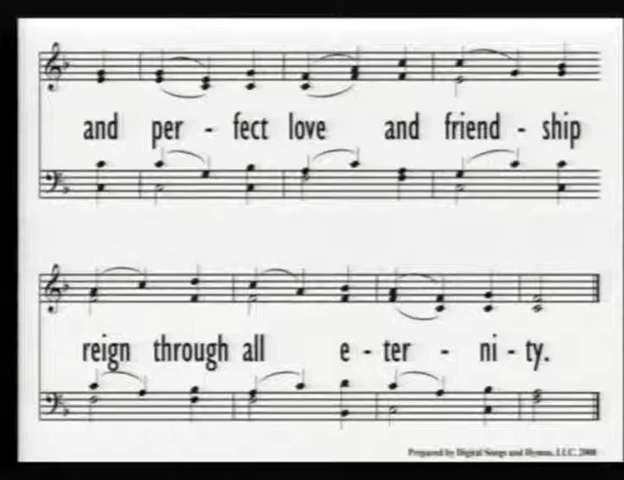 and per - fect love and friend - ship
reign through all e - ter - ni - ty.
Prepared by Digital Songs and Hymns, LLC. 2008